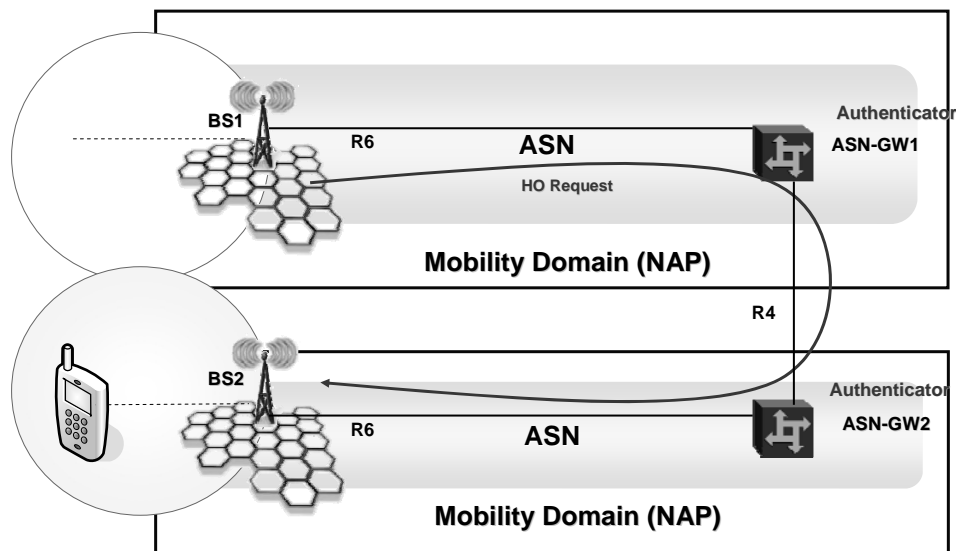 BS1
R6
ASN
Authenticator
ASN-GW1
HO Request
Mobility Domain (NAP)
R4
BS2
R6
ASN
Authenticator
ASN-GW2
Mobility Domain (NAP)